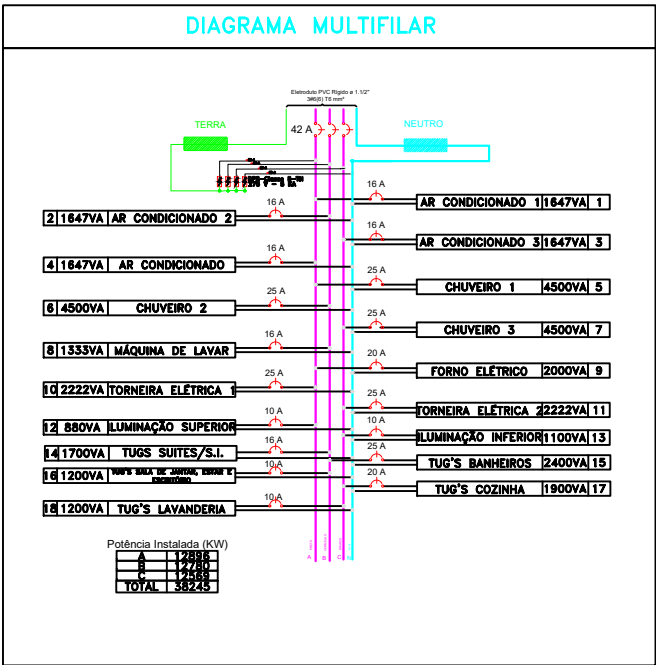 DIAGRAMA MULTIFILAR
Eletroduto PVC Rígido ø 1.1/2"
3#6(6) T6 mm²
TERRA
42 A
NEUTRO
16 A
AR CONDICIONADO 1 1647VA 1
16 A
2 1647VA AR CONDICIONADO 2
16 A
AR CONDICIONADO 3 1647VA 3
16 A
4 1647VA AR CONDICIONADO
25 A
CHUVEIRO 1 4500VA 5
25 A
6 4500VA CHUVEIRO 2
25 A
CHUVEIRO 3 4500VA 7
16 A
8 1333VA MÁQUINA DE LAVAR
20 A
FORNO ELÉTRICO 2000VA 9
25 A
10 2222VA TORNEIRA ELÉTRICA 1
25 A
TORNEIRA ELÉTRICA 2 2222VA 11
10 A
12 880VA ILUMINAÇÃO SUPERIOR
10 A
ILUMINAÇÃO INFERIOR 1100VA 13
16 A
14 1700VA TUGS SUITES/S.I.
25 A
TUG'S BANHEIROS 2400VA 15
10 A
16 1200VA TUG'S SALA DE JANTAR, ESTAR E
ESCRITÓRIO
20 A
TUG'S COZINHA 1900VA 17
10 A
18 1200VA TUG'S LAVANDERIA
A
B
C
Potência Instalada (KW)
A 12896
B 12780
C 12569
TOTAL 38245